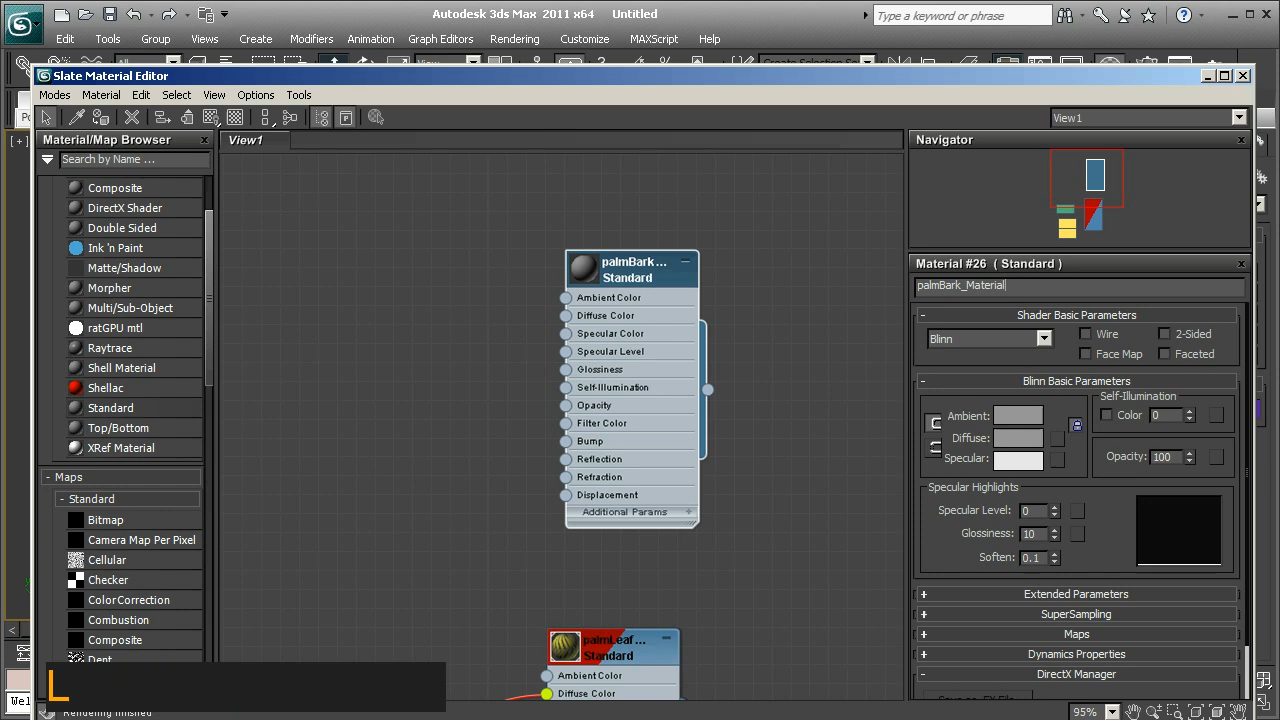 Autodesk 3ds Max 2011 x64 Untitled
Type a keyword or phrase
Edit Tools Group Views Create Modifiers Animation Graph Editors Rendering Customize MAXScript Help
Slate Material Editor
Modes Material Edit Select View Options Tools
View1
Material/Map Browser
Search by Name ...
Composite
DirectX Shader
Double Sided
Ink 'n Paint
Matte/Shadow
Morpher
Multi/Sub-Object
ratGPU mtl
Raytrace
Shell Material
Shellac
Standard
Top/Bottom
XRef Material
- Maps
- Standard
Bitmap
Camera Map Per Pixel
Cellular
Checker
Color Correction
Combustion
Composite
Dent
View1
palmBark...
Standard
Ambient Color
Diffuse Color
Specular Color
Specular Level
Glossiness
Self-Illumination
Opacity
Filter Color
Bump
Reflection
Refraction
Displacement
Additional Params +
palmLeaf...
Standard
Ambient Color
Diffuse Color
Navigator
Material #26 ( Standard )
palmBark_Material
- Shader Basic Parameters
Blinn
Wire
2-Sided
Face Map
Faceted
- Blinn Basic Parameters
Self-Illumination
Ambient:
Color 0
Diffuse:
Specular:
Opacity: 100
Specular Highlights
Specular Level: 0
Glossiness: 10
Soften: 0.1
+ Extended Parameters
+ SuperSampling
+ Maps
+ Dynamics Properties
- DirectX Manager
95%
Wel
Rendering finished